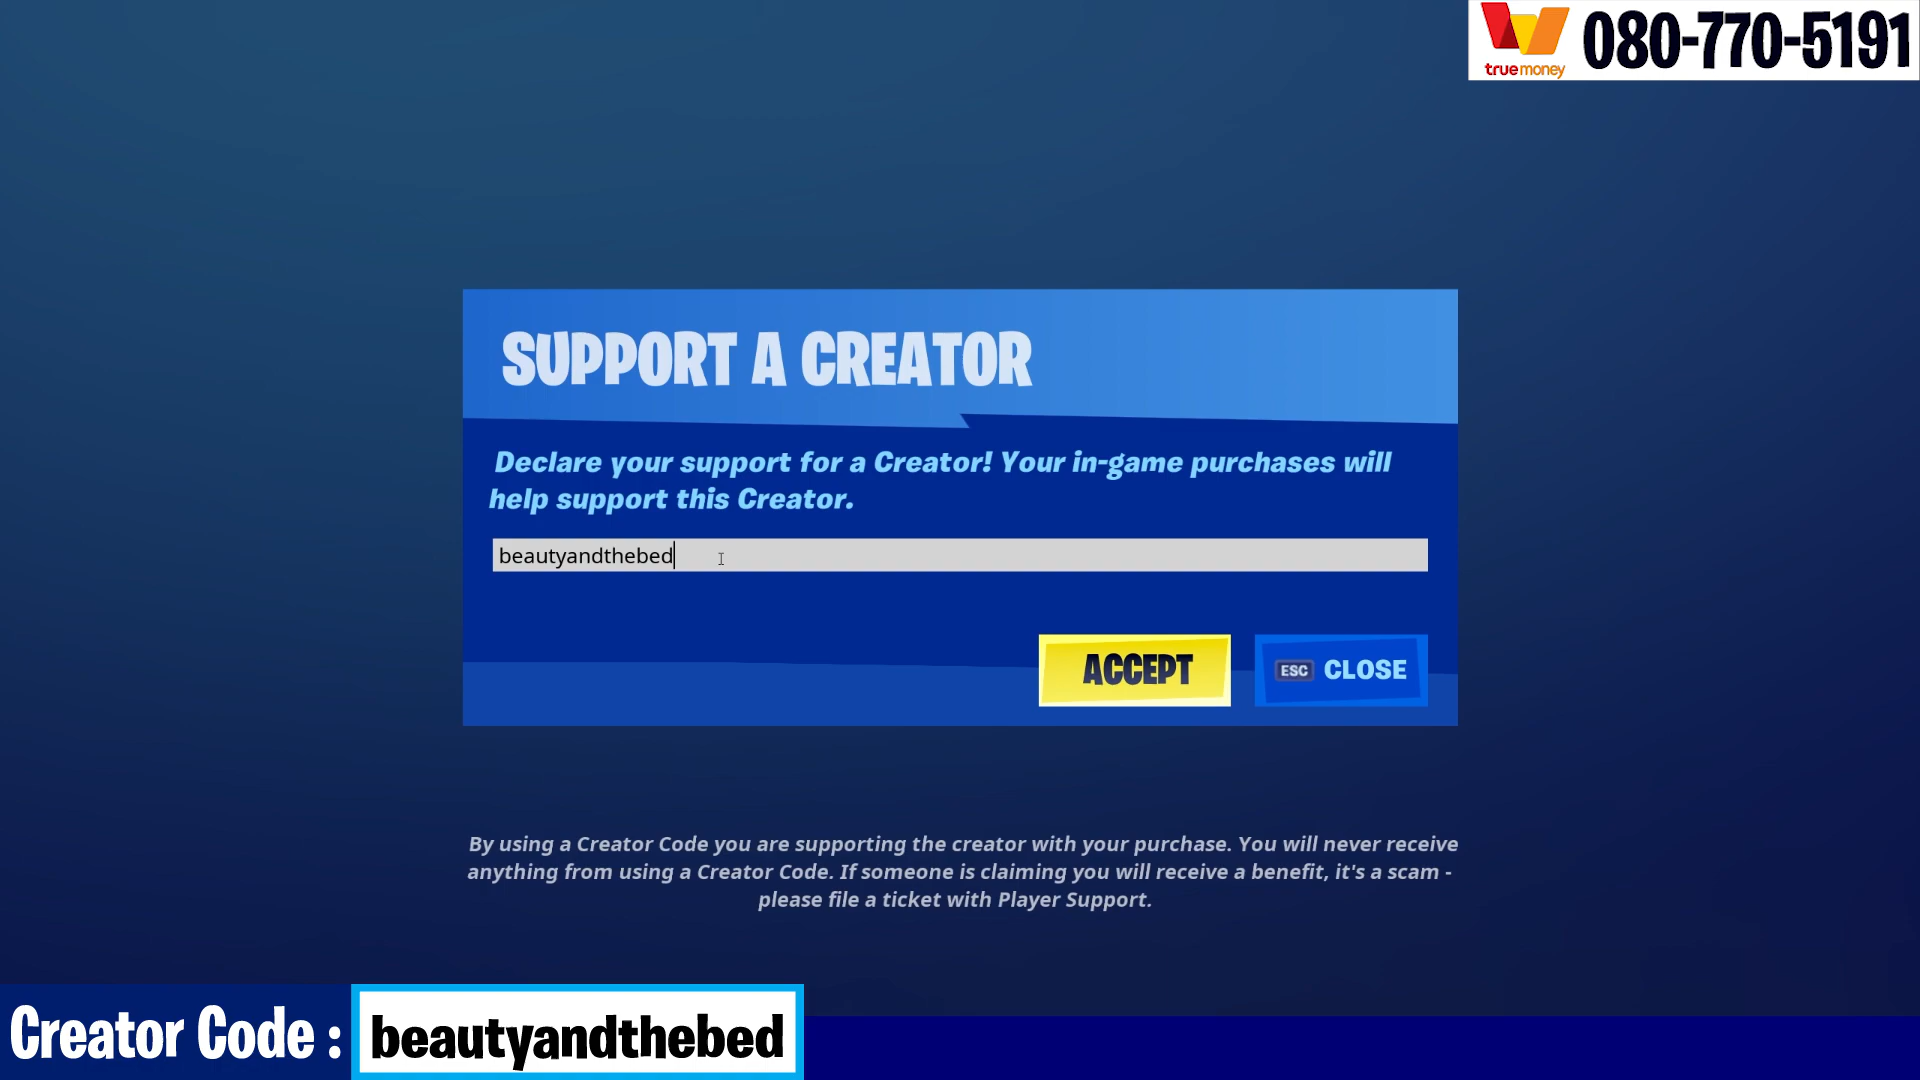 truemoney
080-770-5191
SUPPORT A CREATOR
Declare your support for a Creator! Your in-game purchases will
help support this Creator.
beautyandthebed
ACCEPT
ESC CLOSE
By using a Creator Code you are supporting the creator with your purchase. You will never receive
anything from using a Creator Code. If someone is claiming you will receive a benefit, it's a scam -
please file a ticket with Player Support.
Creator Code : beautyandthebed